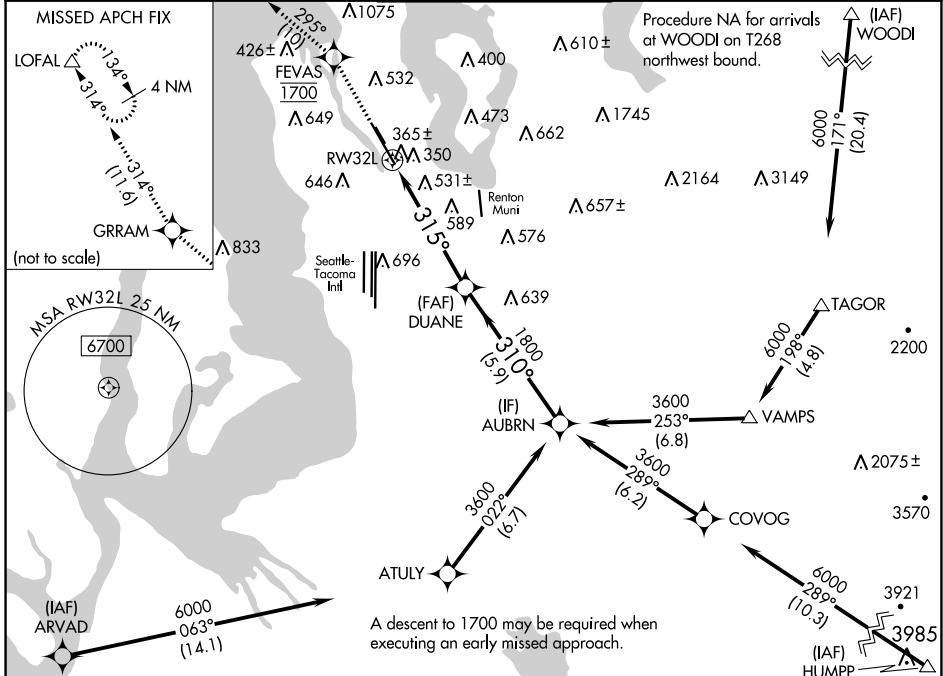 MISSED APCH FIX
LOFAL
134°
4 NM
314°
314°
(11.6)
GRRAM
(not to scale)
833
295°
(10)
1075
426±
FEVAS
1700
532
400
610±
649
473
662
1745
365±
RW32L
350
646
531±
589
Renton
Muni
657±
2164
3149
576
Procedure NA for arrivals
at WOODI on T268
northwest bound.
(IAF)
WOODI
6000
171°
(20.4)
315°
Seattle-
Tacoma
Intl
696
(FAF)
DUANE
639
MSA RW32L 25 NM
6700
1800
310°
(5.9)
(IF)
AUBRN
TAGOR
6000
198°
(4.8)
2200
3600
253°
(6.8)
VAMPS
2075±
3600
289°
(6.2)
COVOG
3570
3600
022°
(6.7)
ATULY
6000
289°
(10.3)
3921
3985
(IAF)
HUMPP
(IAF)
ARVAD
6000
063°
(14.1)
A descent to 1700 may be required when
executing an early missed approach.